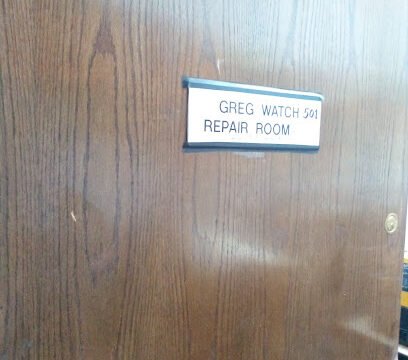 GREG WATCH 501
REPAIR ROOM